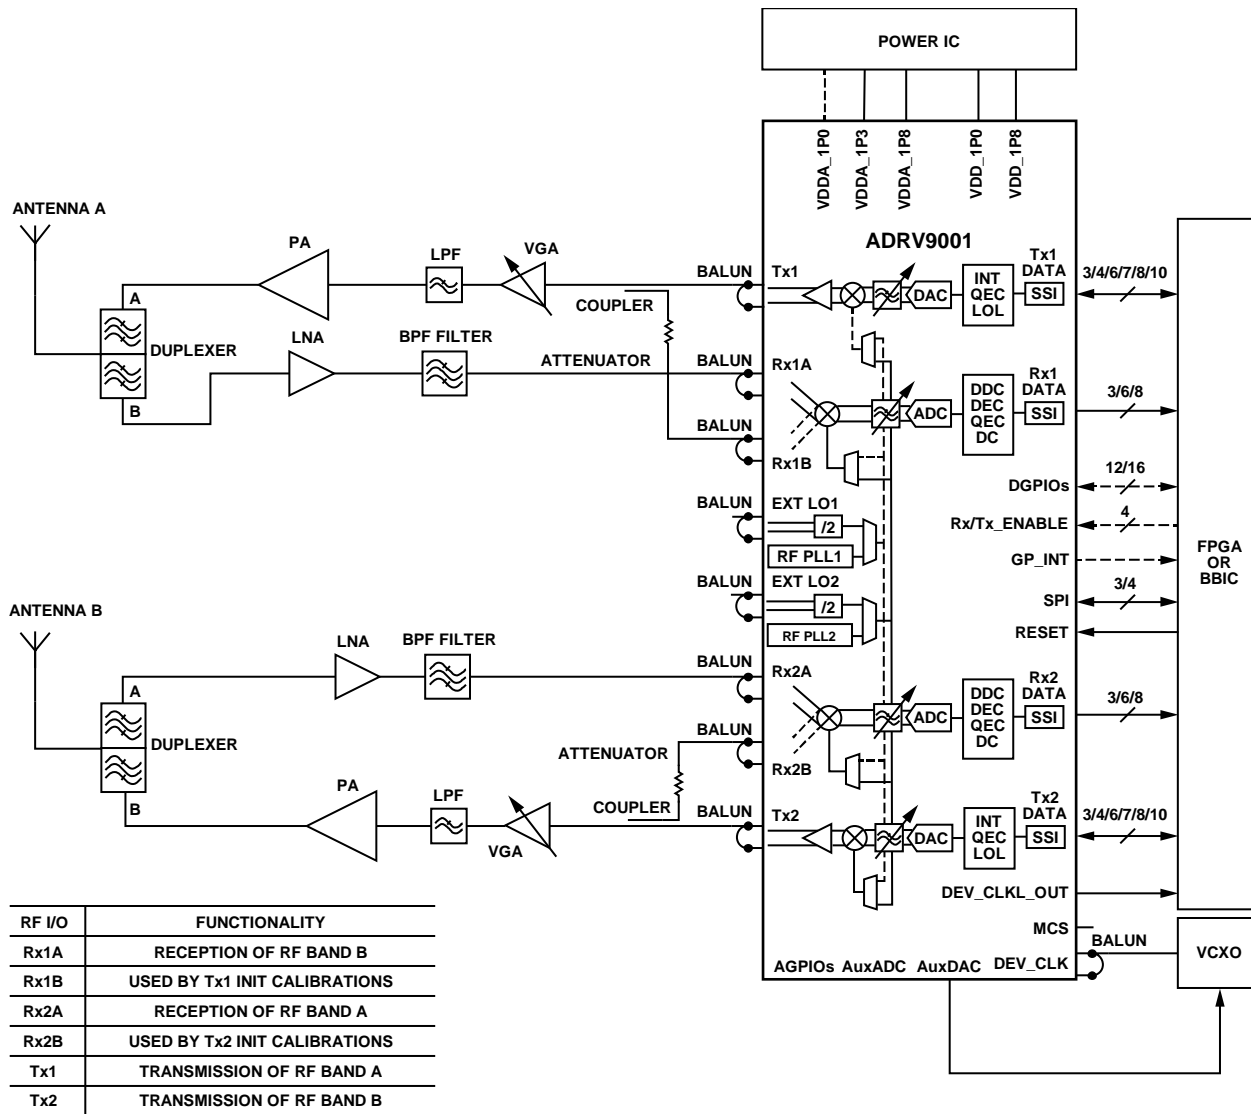 POWER IC
VDDA_1P0
VDDA_1P3
VDDA_1P8
VDD_1P0
VDD_1P8
ADRV9001
ANTENNA A
PA
LPF
VGA
BALUN
Tx1
DAC
INT
QEC
LOL
Tx1
DATA
SSI
3/4/6/7/8/10
A
DUPLEXER
B
COUPLER
LNA
BPF FILTER
ATTENUATOR
BALUN
Rx1A
ADC
DDC
DEC
QEC
DC
Rx1
DATA
SSI
3/6/8
BALUN
Rx1B
DGPIOs
12/16
BALUN
EXT LO1
/2
RF PLL1
Rx/Tx_ENABLE
4
GP_INT
FPGA
OR
BBIC
BALUN
EXT LO2
/2
RF PLL2
SPI
3/4
RESET
ANTENNA B
LNA
BPF FILTER
BALUN
Rx2A
ADC
DDC
DEC
QEC
DC
Rx2
DATA
SSI
3/6/8
A
DUPLEXER
B
ATTENUATOR
BALUN
Rx2B
PA
LPF
VGA
COUPLER
BALUN
Tx2
DAC
INT
QEC
LOL
Tx2
DATA
SSI
3/4/6/7/8/10
DEV_CLKL_OUT
MCS
BALUN
VCXO
AGPIOs AuxADC AuxDAC DEV_CLK
RF I/O FUNCTIONALITY
Rx1A RECEPTION OF RF BAND B
Rx1B USED BY Tx1 INIT CALIBRATIONS
Rx2A RECEPTION OF RF BAND A
Rx2B USED BY Tx2 INIT CALIBRATIONS
Tx1 TRANSMISSION OF RF BAND A
Tx2 TRANSMISSION OF RF BAND B